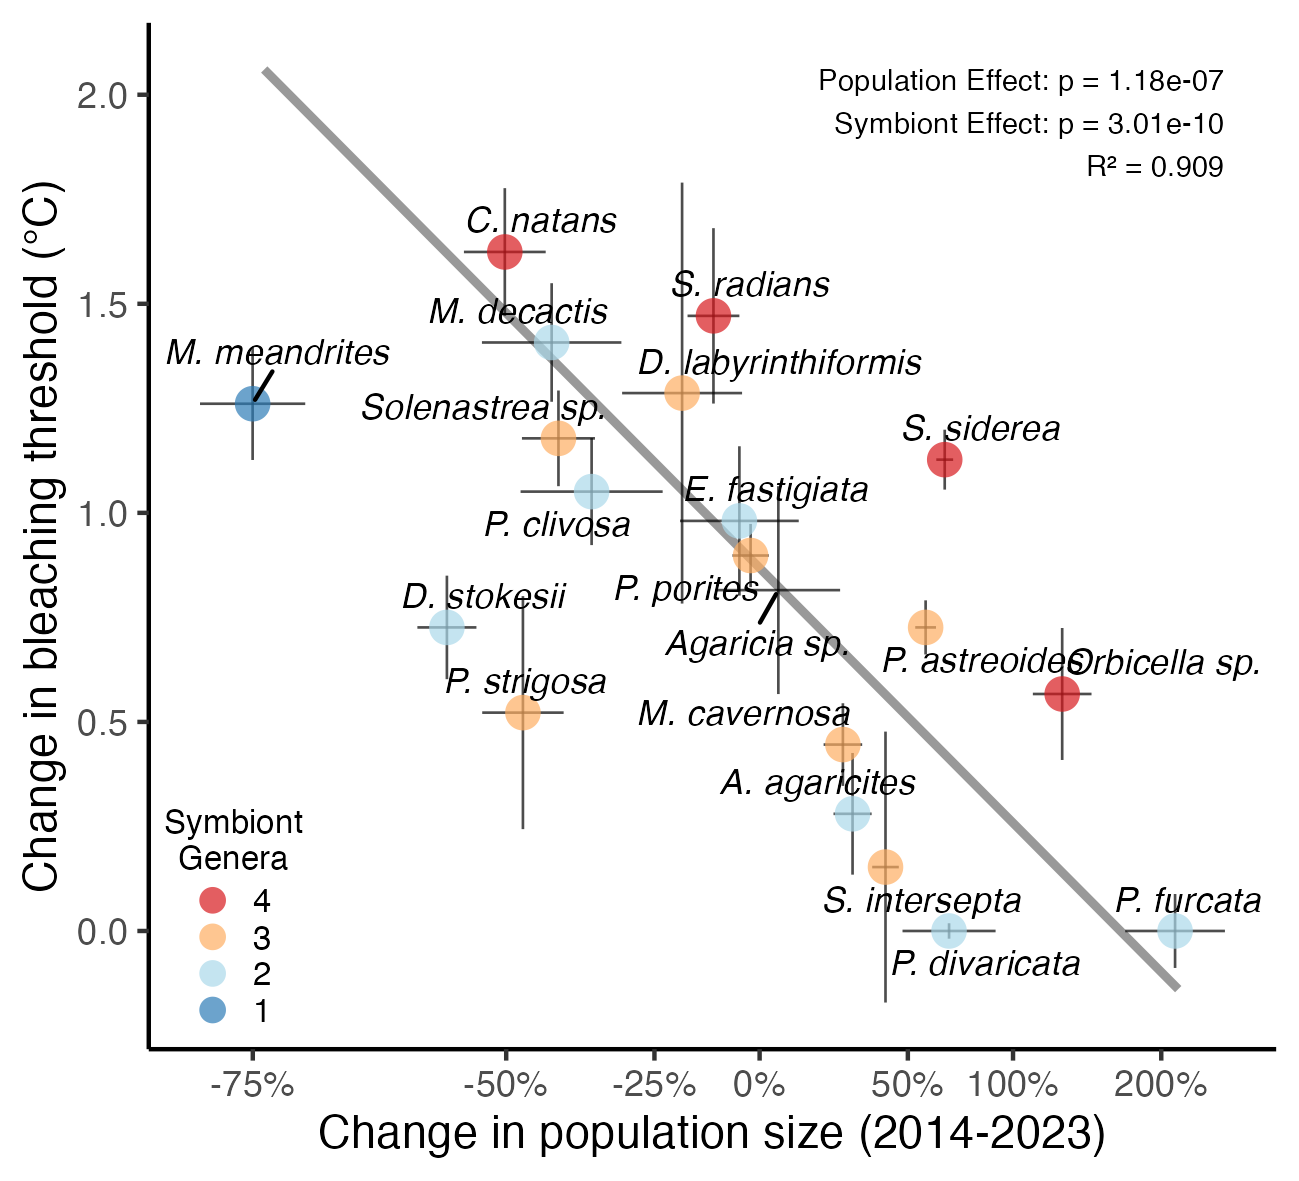 Population Effect: p = 1.18e-07
Symbiont Effect: p = 3.01e-10
R² = 0.909
Change in bleaching threshold (°C)
2.0
1.5
1.0
0.5
0.0
C. natans
S. radians
M. decactis
M. meandrites
D. labyrinthiformis
Solenastrea sp.
S. siderea
E. fastigiata
P. clivosa
P. porites
D. stokesii
Agaricia sp.
P. astreoides
Orbicella sp.
P. strigosa
M. cavernosa
A. agaricites
S. intersepta
P. furcata
P. divaricata
Symbiont
Genera
4
3
2
1
-75%
-50%
-25%
0%
50%
100%
200%
Change in population size (2014-2023)